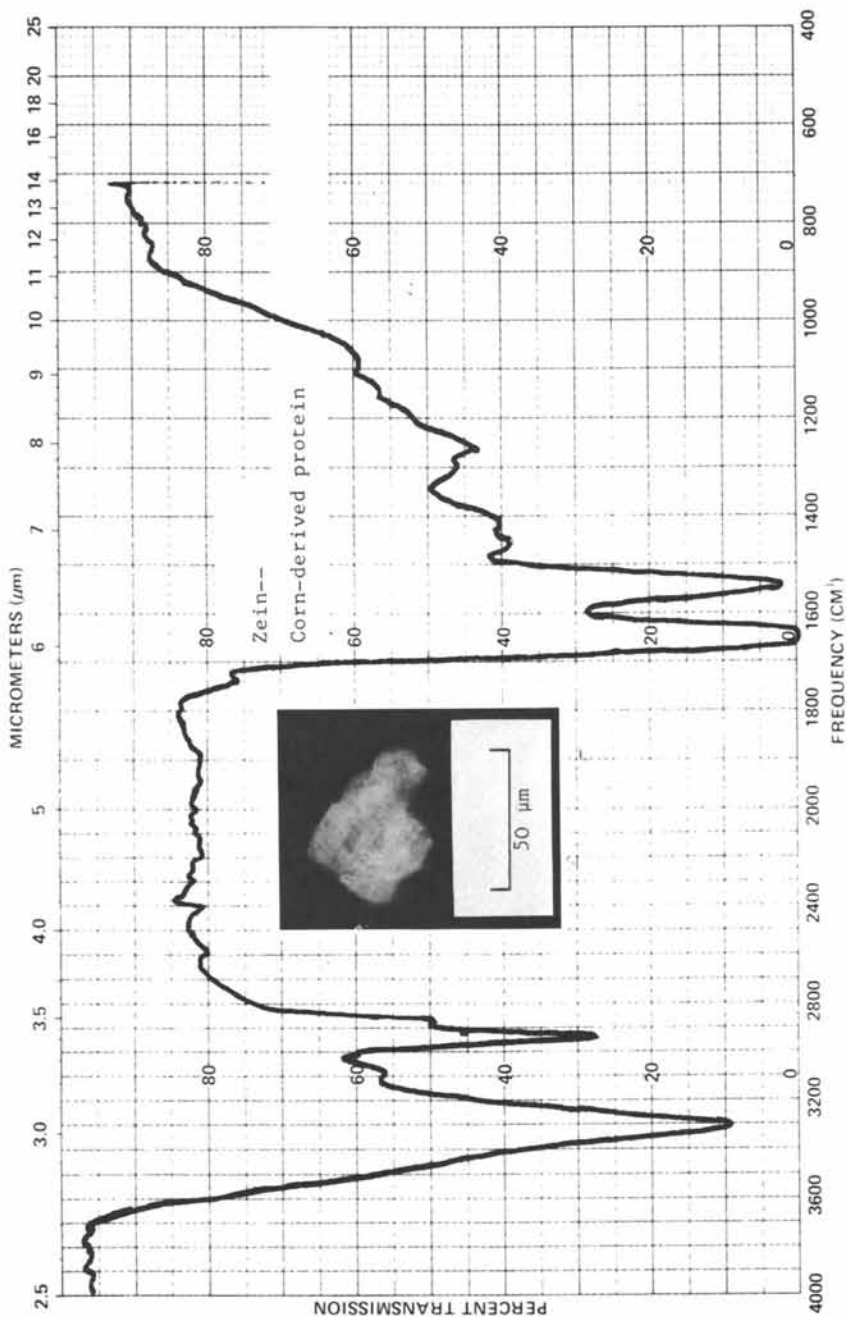 MICROMETERS (μm)
2.5 3.0 3.5 4.0 5 6 7 8 9 10 11 12 13 14 16 18 20 25
80 80 80
Zein--
Corn-derived protein
60 60 60
40 40 40
20 20 20
0 0 0
50 μm
PERCENT TRANSMISSION
4000 3600 3200 2800 2400 2000 1800 1600 1400 1200 1000 800 600 400
FREQUENCY (CM¹)